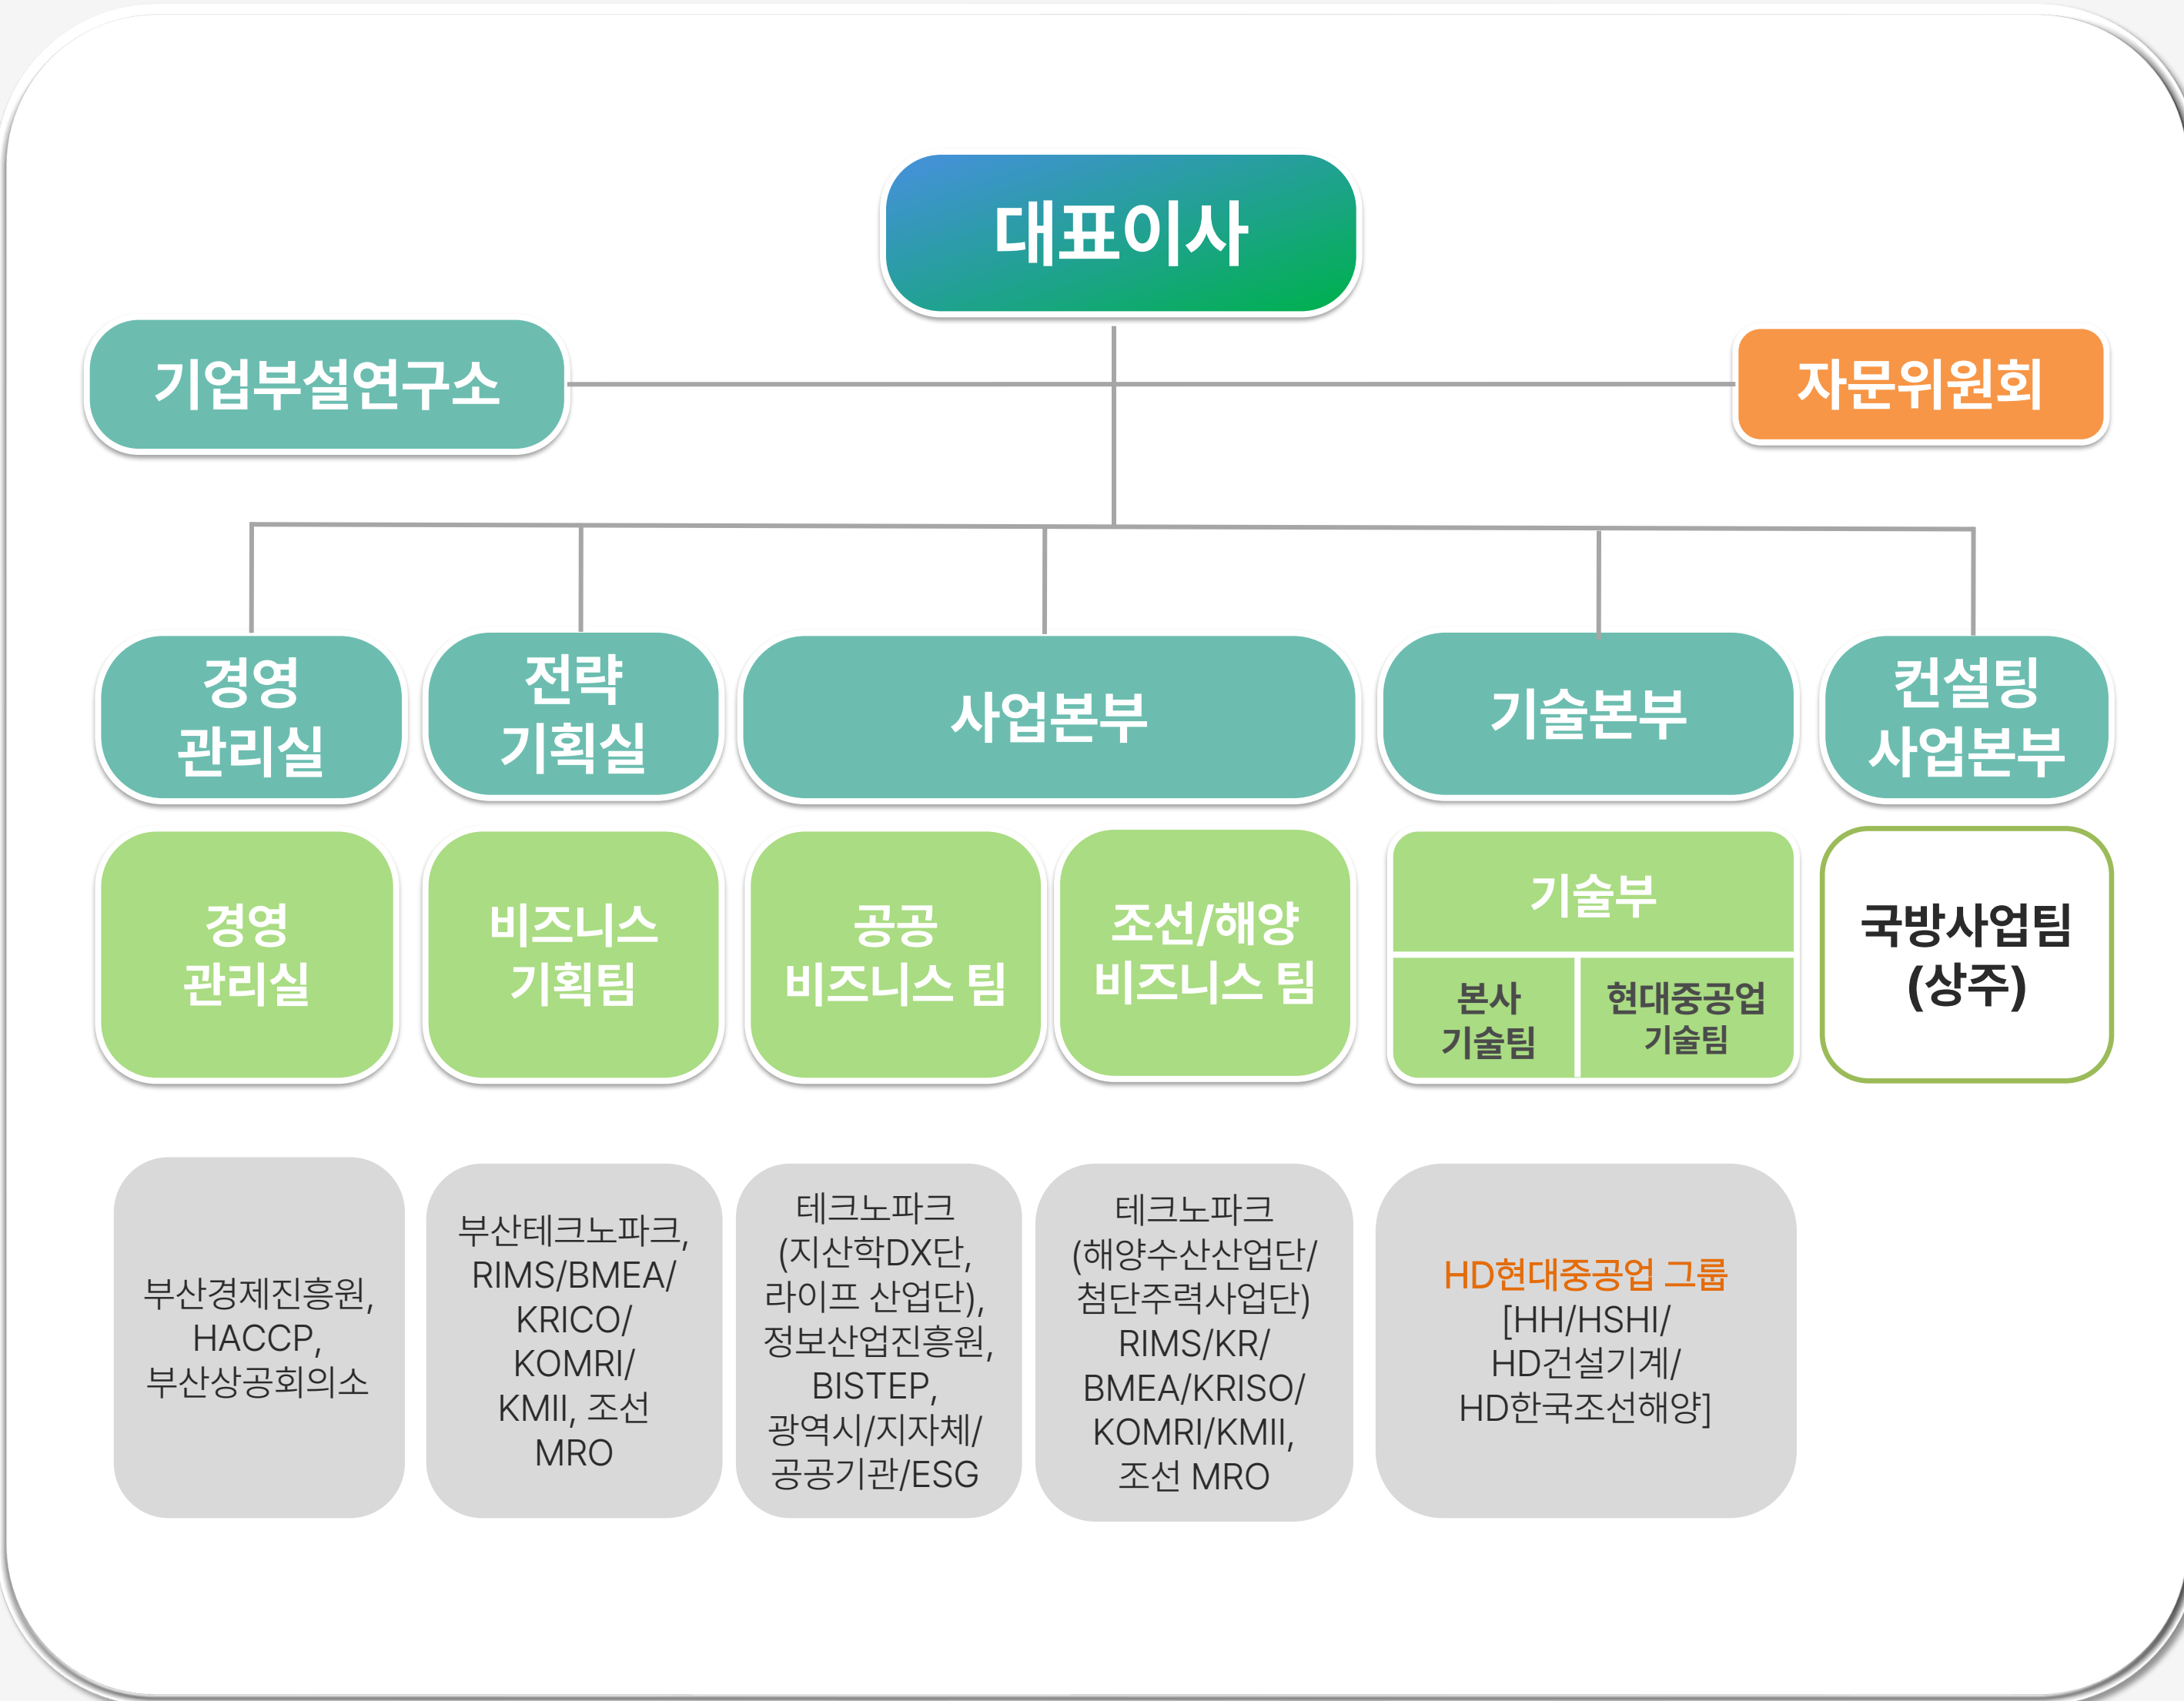 대표이사
기업부설연구소
자문위원회
경영
관리실
전략
기획실
사업본부
기술본부
컨설팅
사업본부
경영
관리팀
비즈니스
기획팀
공공
비즈니스 팀
조선/해양
비즈니스 팀
기술부
본사
기술팀
현대중공업
기술팀
국방사업팀
(상주)
부산경제진흥원,
HACCP,
부산상공회의소
부산테크노파크,
RIMS/BMEA/
KRICO/
KOMRI/
KMII, 조선
MRO
테크노파크
(지산학DX단,
라이프 산업단),
정보산업진흥원,
BISTEP,
광역시/지자체/
공공기관/ESG
테크노파크
(해양수산산업단/
첨단주력사업단)
RIMS/KR/
BMEA/KRISO/
KOMRI/KMII,
조선 MRO
HD현대중공업 그룹
[HH/HSHI/
HD건설기계/
HD한국조선해양]